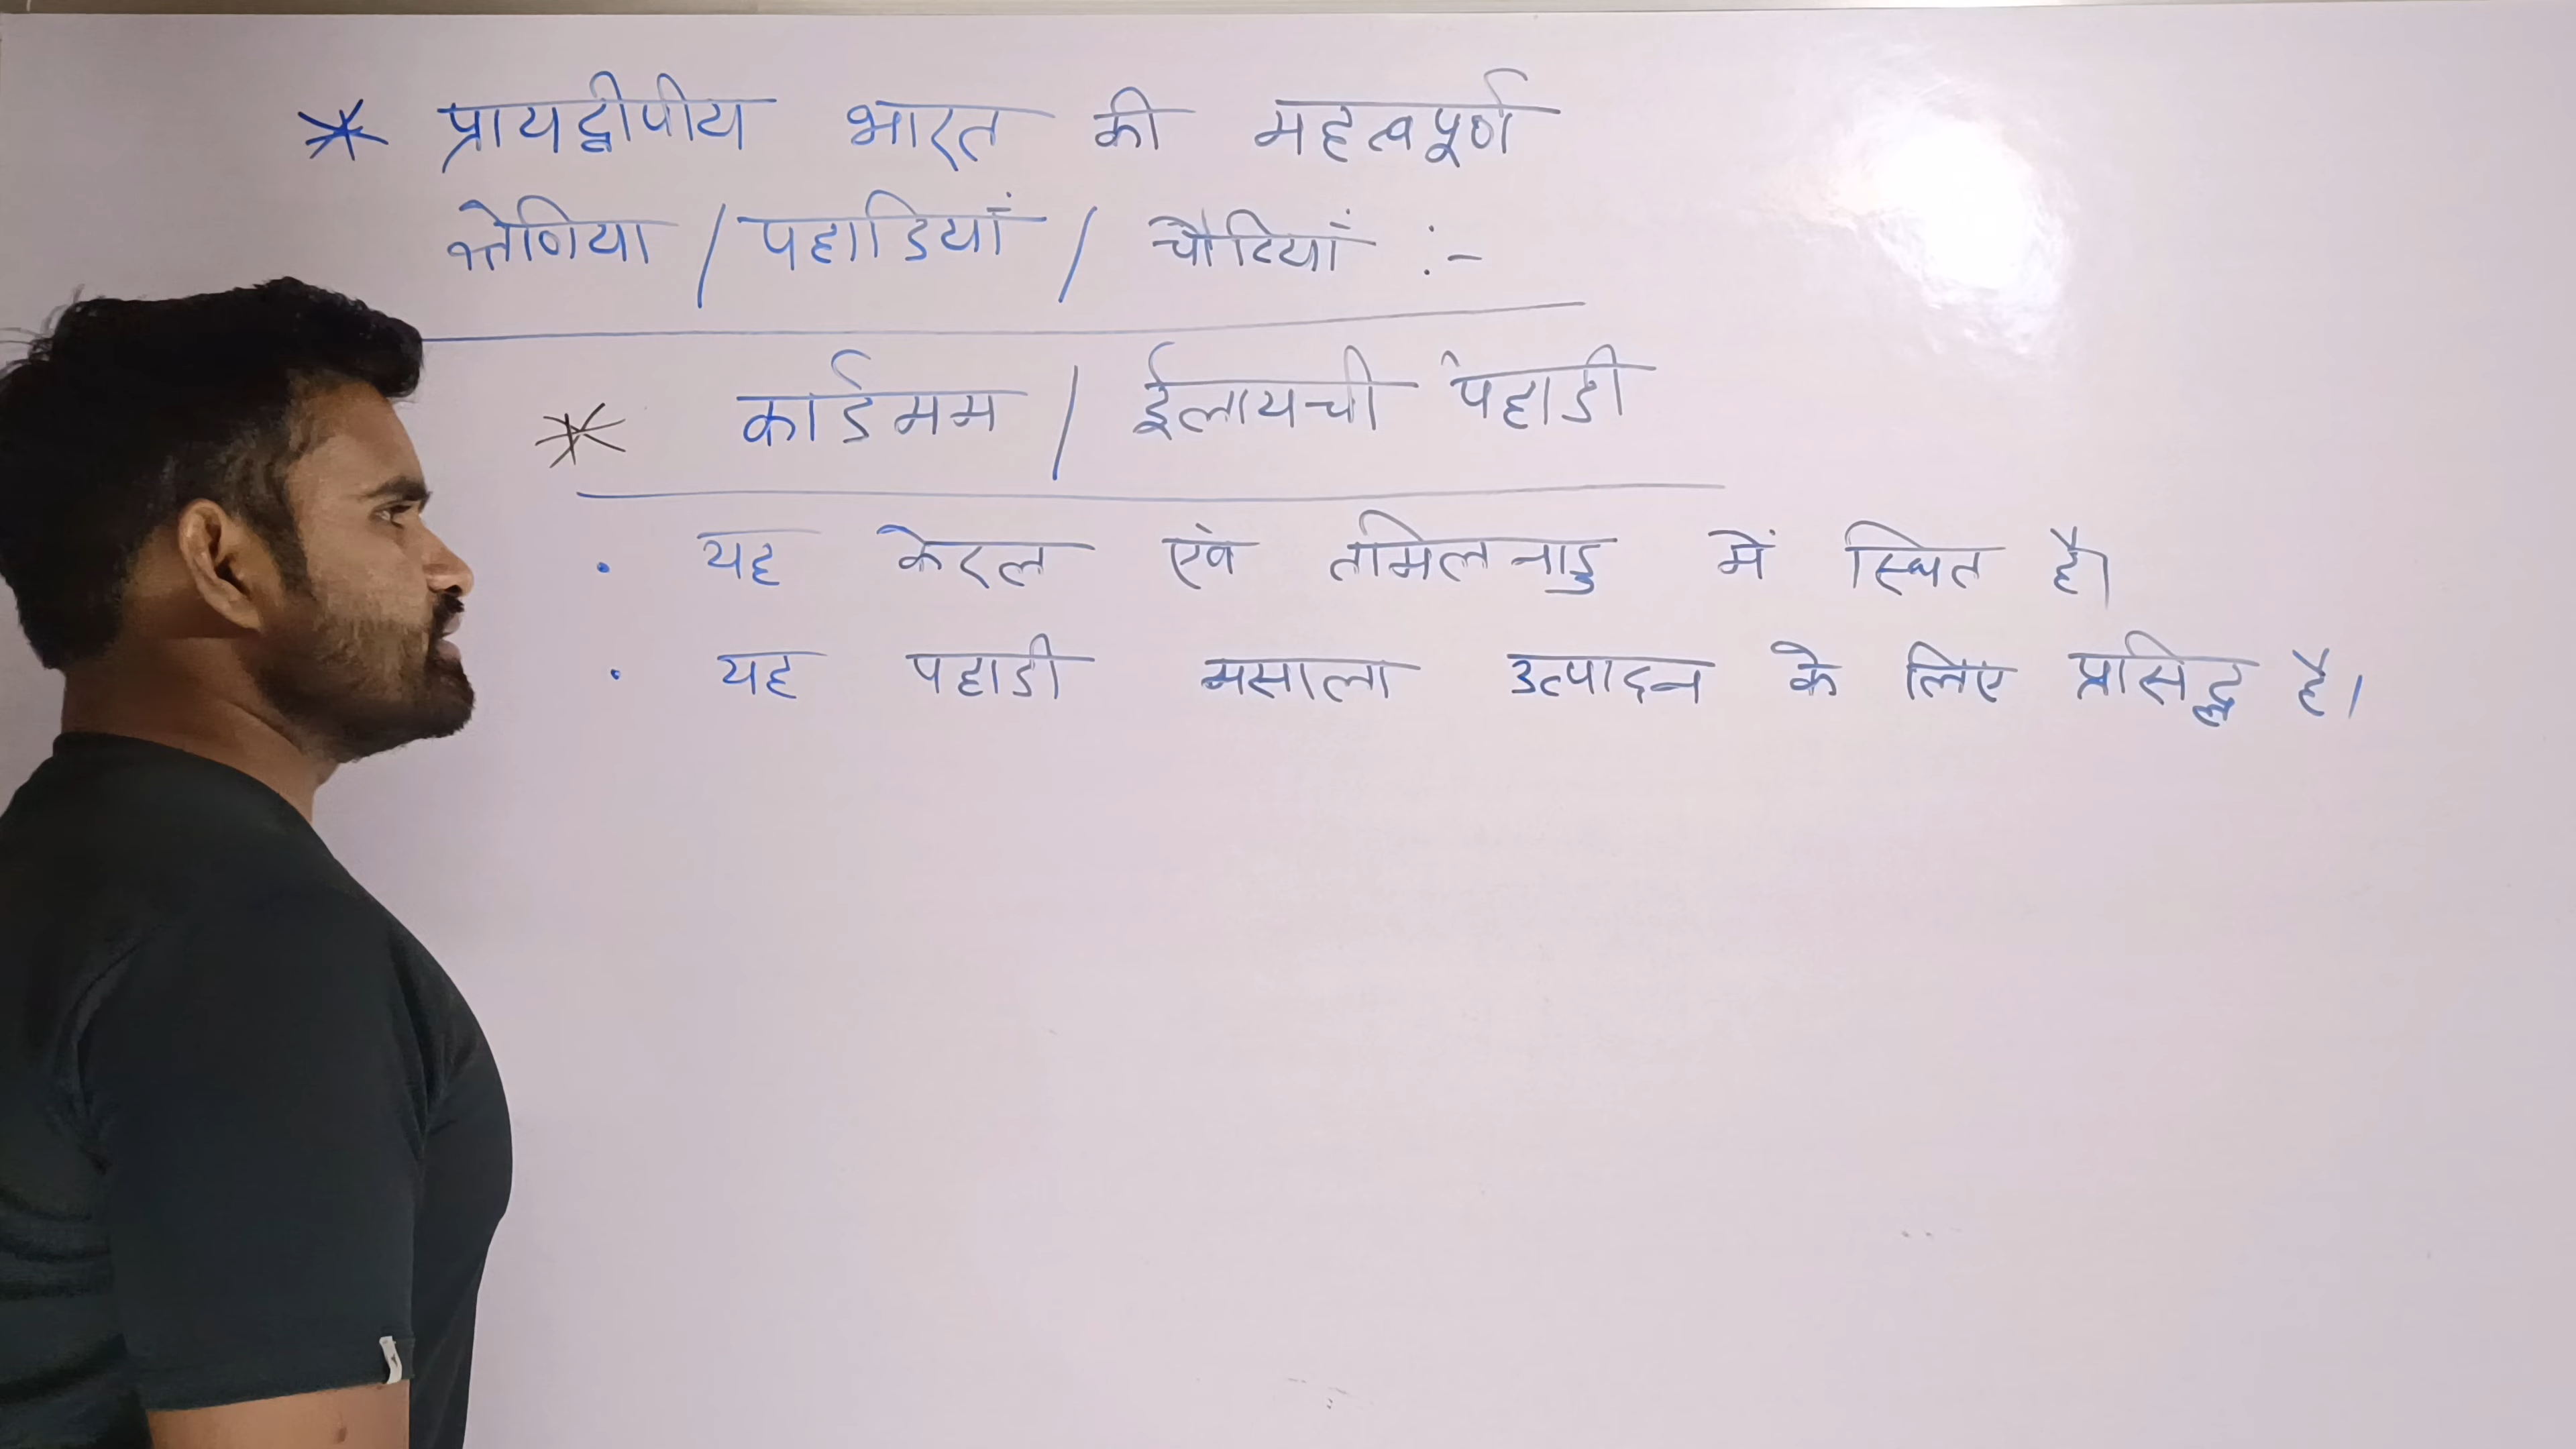 * प्रायद्वीपीय भारत की महत्वपूर्ण
श्रेणिया / पहाडियाँ / चौटियाँ :-
* कार्डमम / ईलायची पहाडी
• यह केरल एंव तमिलनाडु में स्थित है।
• यह पहाडी मसाला उत्पादन के लिए प्रसिद्ध है।